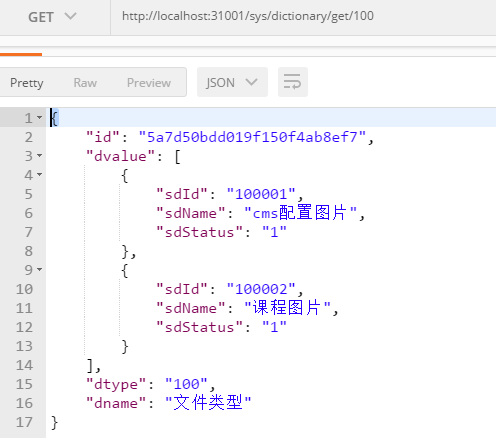 GET http://localhost:31001/sys/dictionary/get/100
Pretty Raw Preview JSON
1 {
2 "id": "5a7d50bdd019f150f4ab8ef7",
3 "dvalue": [
4 {
5 "sdId": "100001",
6 "sdName": "cms配置图片",
7 "sdStatus": "1"
8 },
9 {
10 "sdId": "100002",
11 "sdName": "课程图片",
12 "sdStatus": "1"
13 }
14 ],
15 "dtype": "100",
16 "dname": "文件类型"
17 }